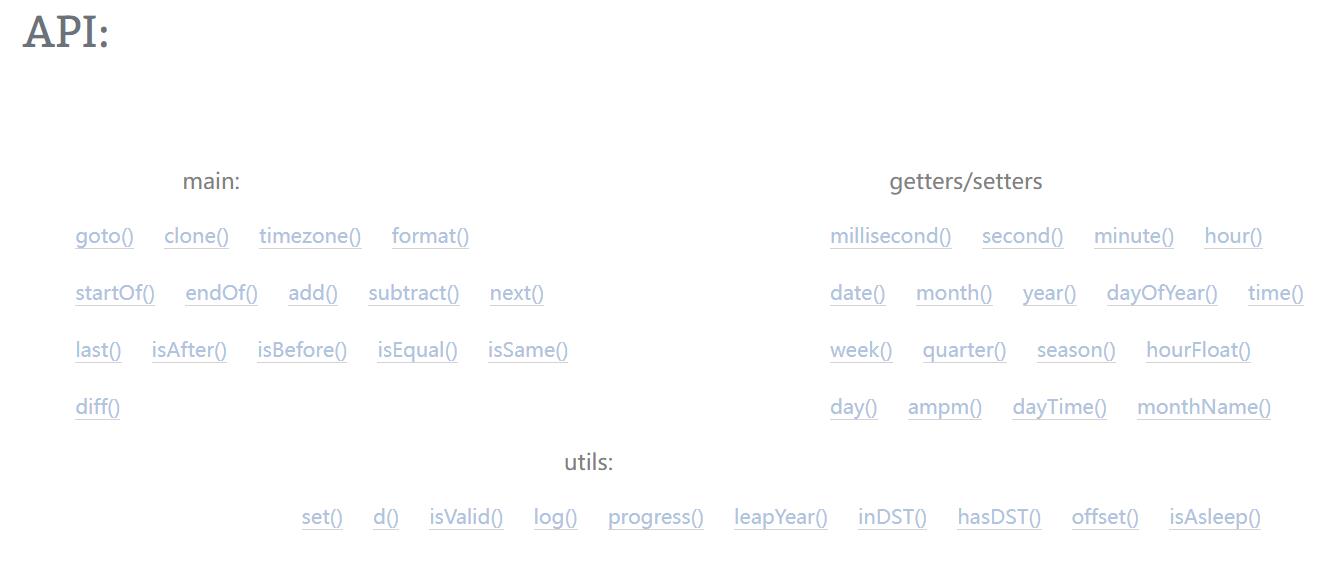 API:
main:
goto() clone() timezone() format()
startOf() endOf() add() subtract() next()
last() isAfter() isBefore() isEqual() isSame()
diff()
getters/setters
millisecond() second() minute() hour()
date() month() year() dayOfYear() time()
week() quarter() season() hourFloat()
day() ampm() dayTime() monthName()
utils:
set() d() isValid() log() progress() leapYear() inDST() hasDST() offset() isAsleep()